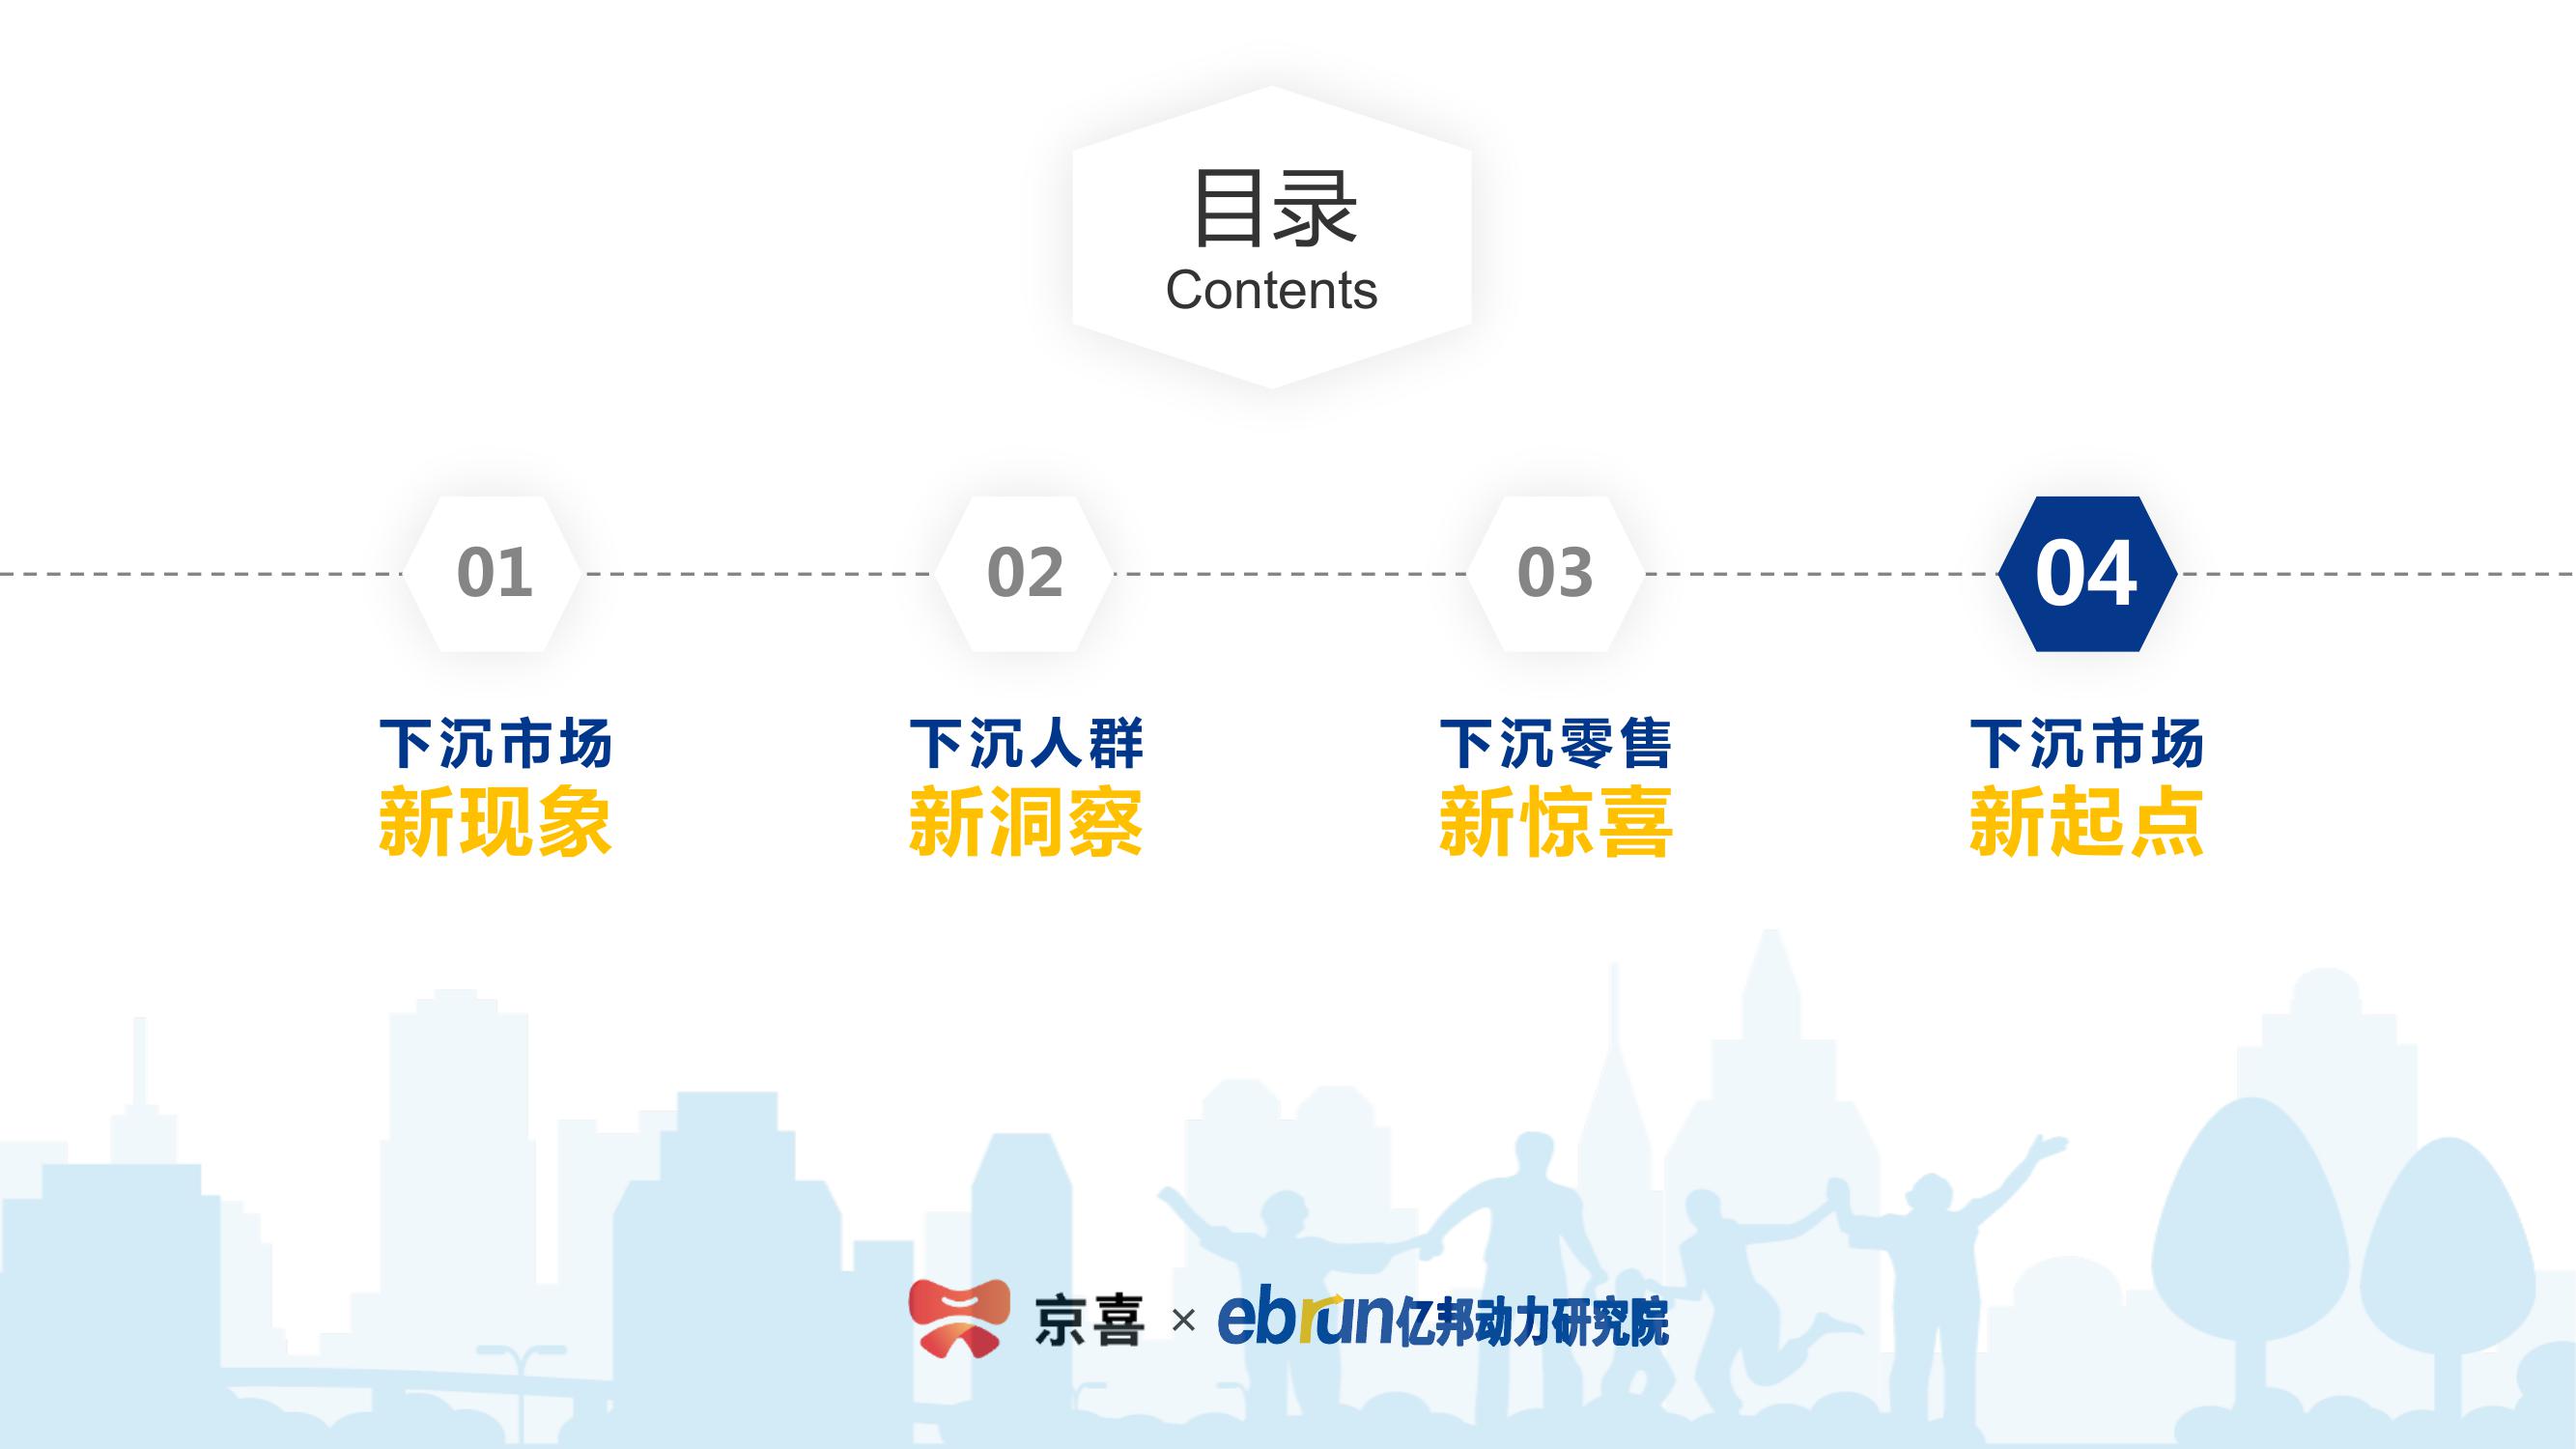 目录
Contents
01
下沉市场
新现象
02
下沉人群
新洞察
03
下沉零售
新惊喜
04
下沉市场
新起点
京喜 × ebrun亿邦动力研究院